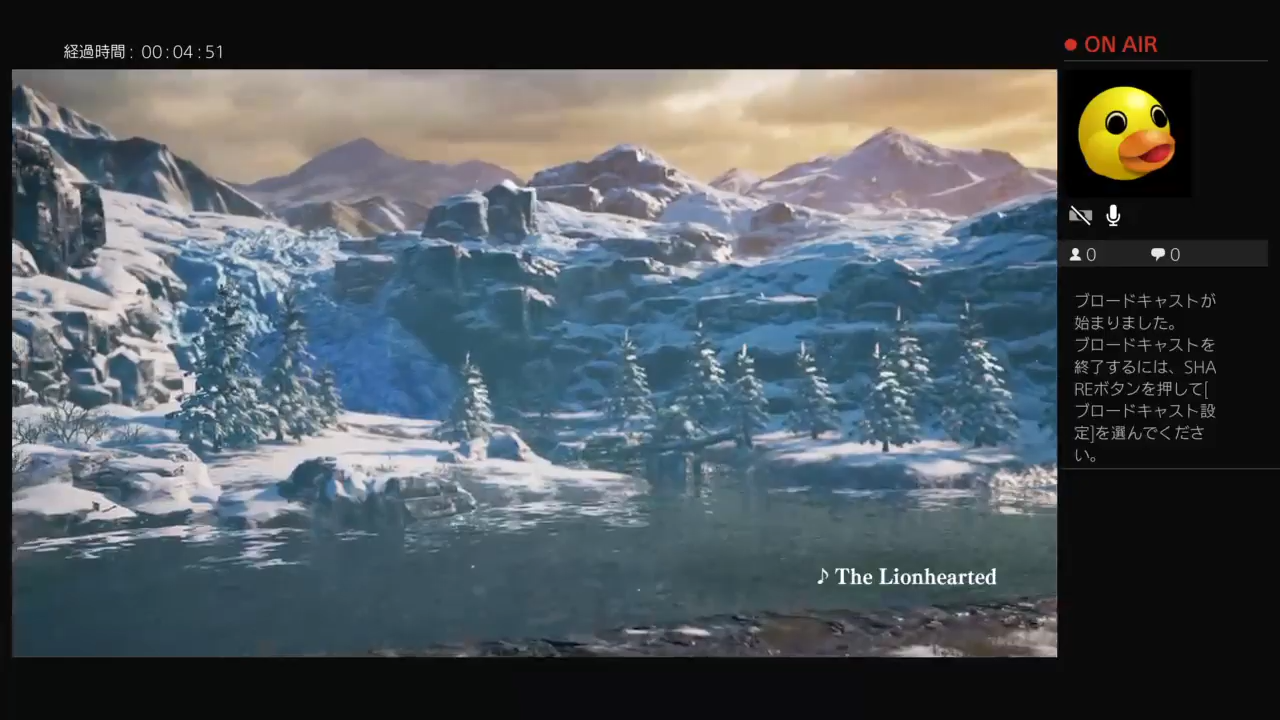 経過時間: 00:04:51
ON AIR
0 0
ブロードキャストが
始まりました。
ブロードキャストを
終了するには、SHA
REボタンを押して[
ブロードキャスト設
定]を選んでくださ
い。
♪ The Lionhearted